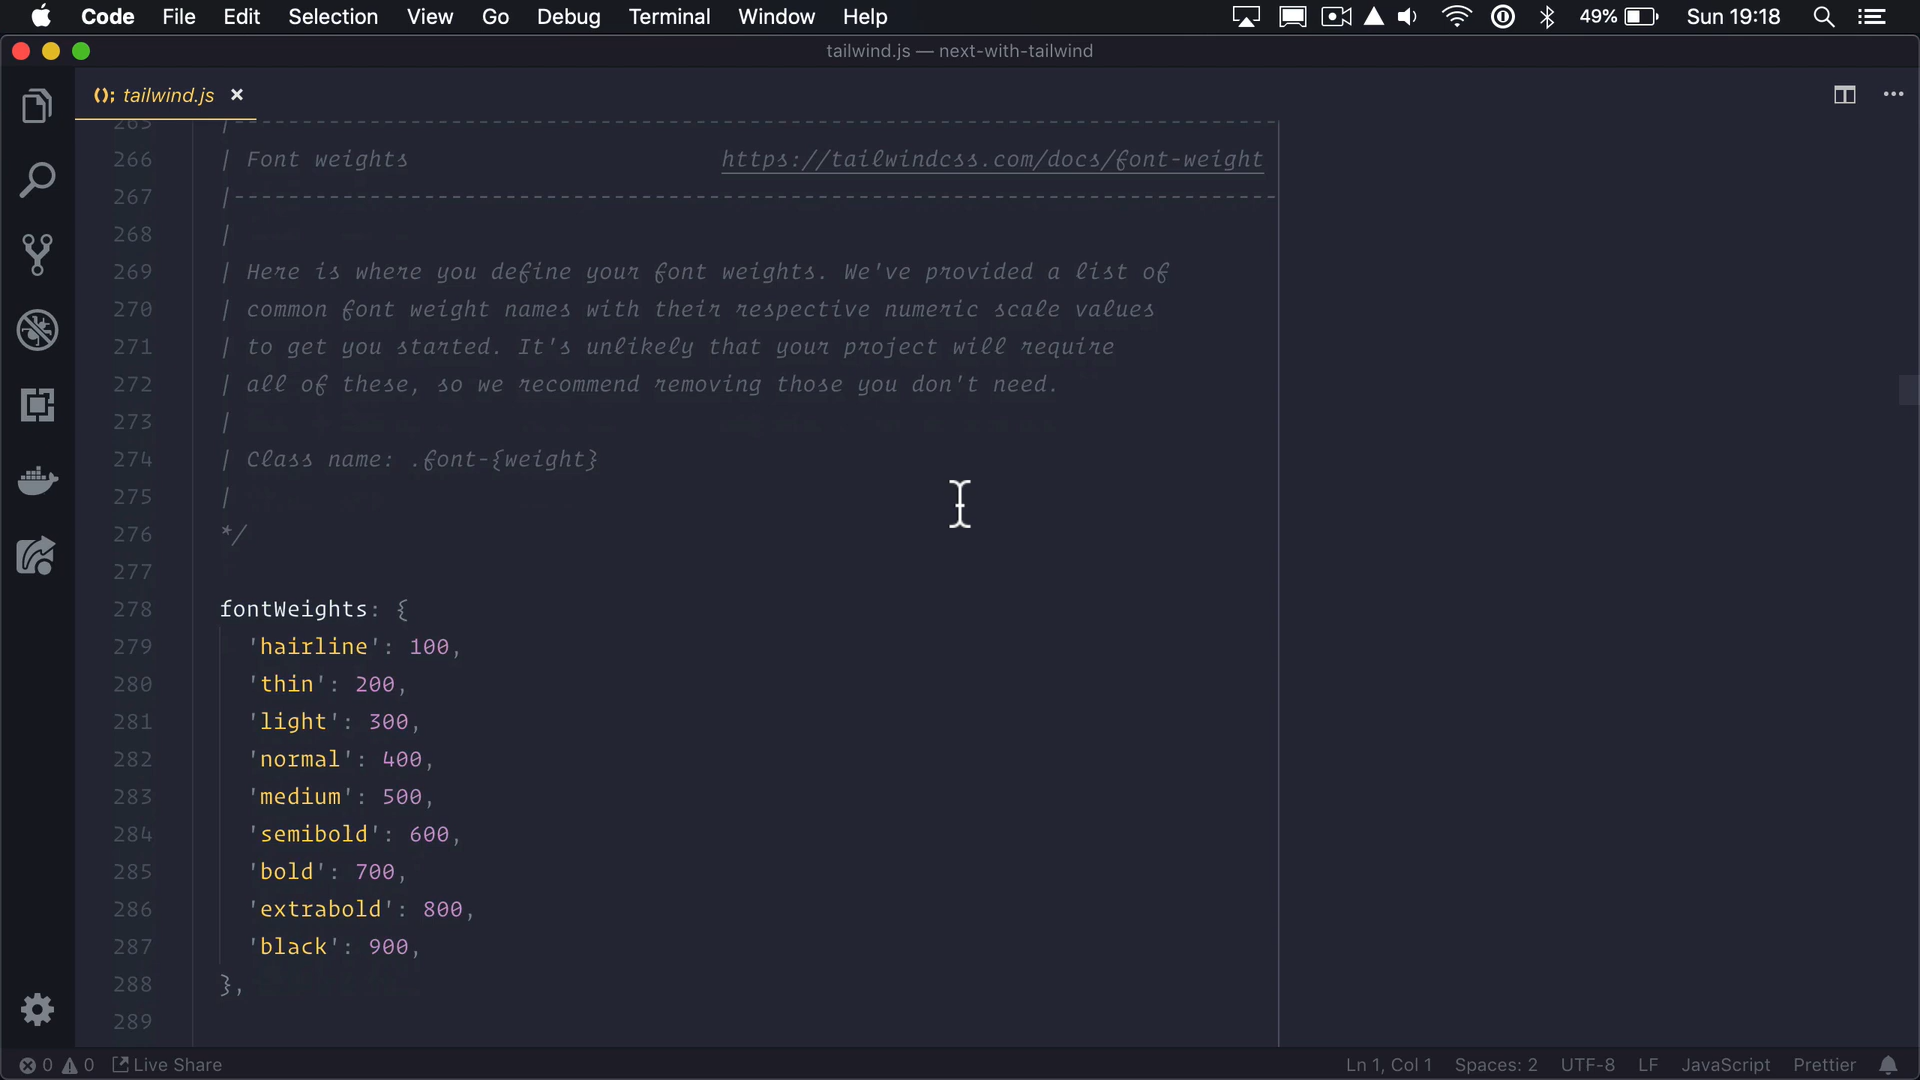 Code File Edit Selection View Go Debug Terminal Window Help 49% Sun 19:18
tailwind.js — next-with-tailwind
(); tailwind.js ×
265 |-----------------------------------------------------------------------------
266 | Font weights https://tailwindcss.com/docs/font-weight
267 |-----------------------------------------------------------------------------
268 |
269 | Here is where you define your font weights. We've provided a list of
270 | common font weight names with their respective numeric scale values
271 | to get you started. It's unlikely that your project will require
272 | all of these, so we recommend removing those you don't need.
273 |
274 | Class name: .font-{weight}
275 |
276 */
277
278 fontWeights: {
279 'hairline': 100,
280 'thin': 200,
281 'light': 300,
282 'normal': 400,
283 'medium': 500,
284 'semibold': 600,
285 'bold': 700,
286 'extrabold': 800,
287 'black': 900,
288 },
289
0 0 Live Share Ln 1, Col 1 Spaces: 2 UTF-8 LF JavaScript Prettier